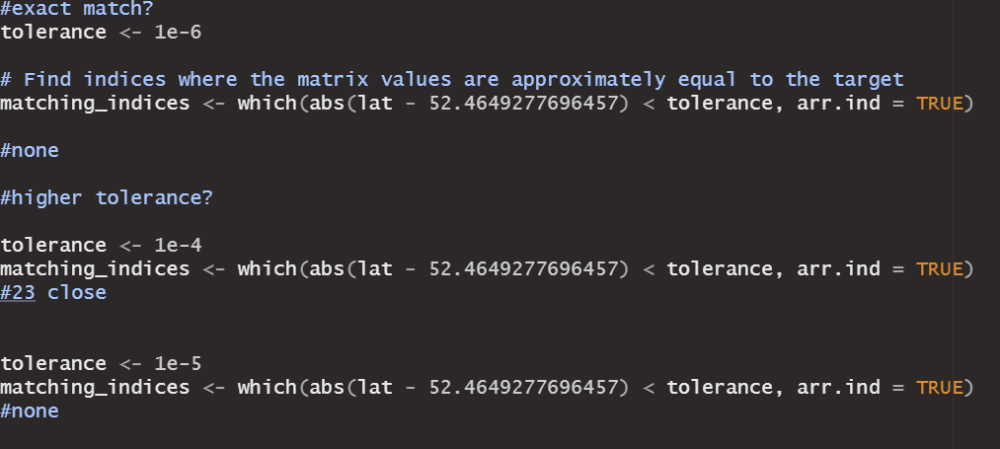 #exact match?
tolerance <- 1e-6
# Find indices where the matrix values are approximately equal to the target
matching_indices <- which(abs(lat - 52.4649277696457) < tolerance, arr.ind = TRUE)
#none
#higher tolerance?
tolerance <- 1e-4
matching_indices <- which(abs(lat - 52.4649277696457) < tolerance, arr.ind = TRUE)
#23 close
tolerance <- 1e-5
matching_indices <- which(abs(lat - 52.4649277696457) < tolerance, arr.ind = TRUE)
#none